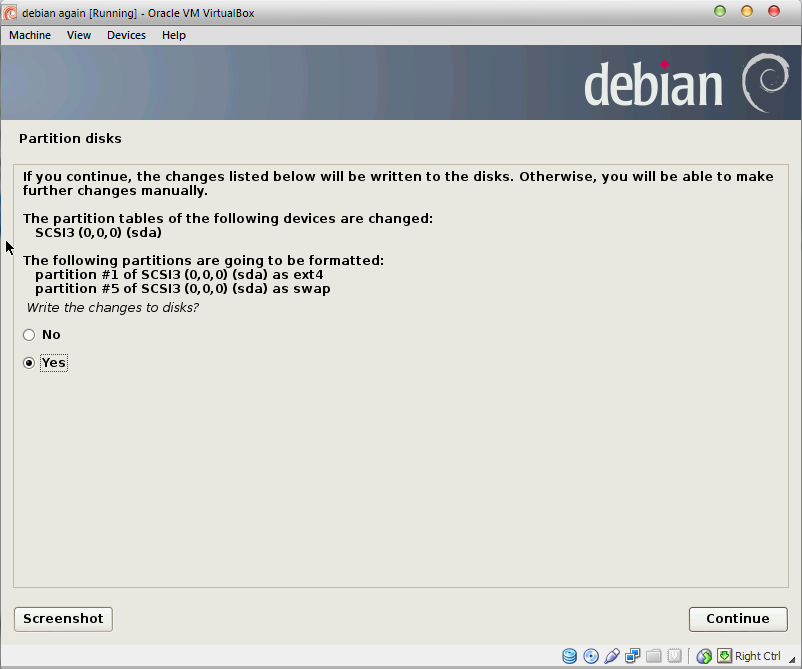 debian again [Running] - Oracle VM VirtualBox
Machine View Devices Help
debian
Partition disks
If you continue, the changes listed below will be written to the disks. Otherwise, you will be able to make
further changes manually.
The partition tables of the following devices are changed:
SCSI3 (0,0,0) (sda)
The following partitions are going to be formatted:
partition #1 of SCSI3 (0,0,0) (sda) as ext4
partition #5 of SCSI3 (0,0,0) (sda) as swap
Write the changes to disks?
No
Yes
Screenshot Continue
Right Ctrl